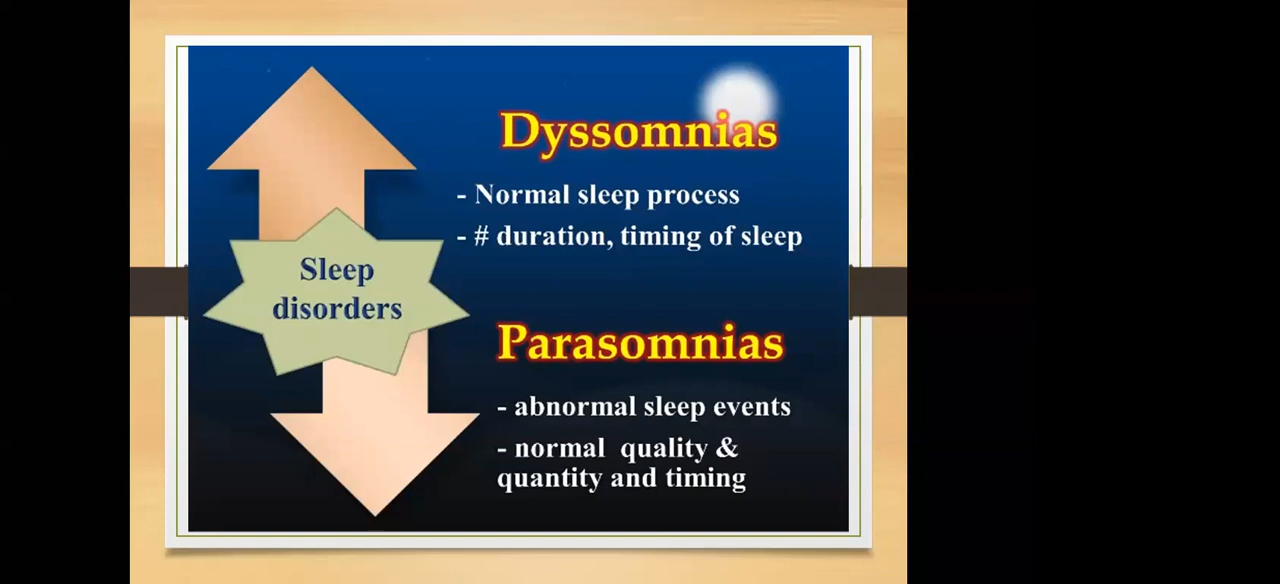 Dyssomnias
- Normal sleep process
- # duration, timing of sleep
Sleep
disorders
Parasomnias
- abnormal sleep events
- normal quality &
quantity and timing